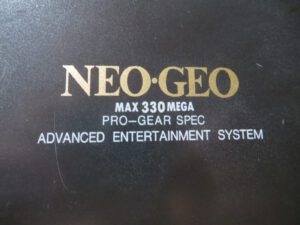 NEO·GEO
MAX 330 MEGA
PRO-GEAR SPEC
ADVANCED ENTERTAINMENT SYSTEM